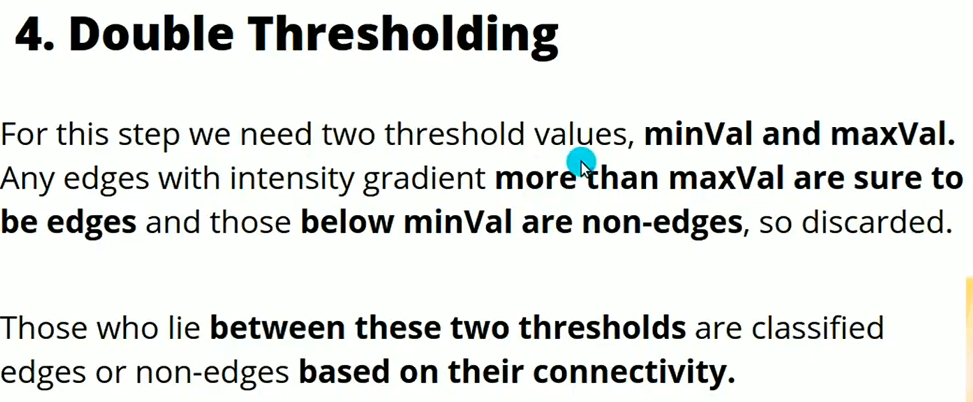 4. Double Thresholding
For this step we need two threshold values, minVal and maxVal.
Any edges with intensity gradient more than maxVal are sure to
be edges and those below minVal are non-edges, so discarded.
Those who lie between these two thresholds are classified
edges or non-edges based on their connectivity.